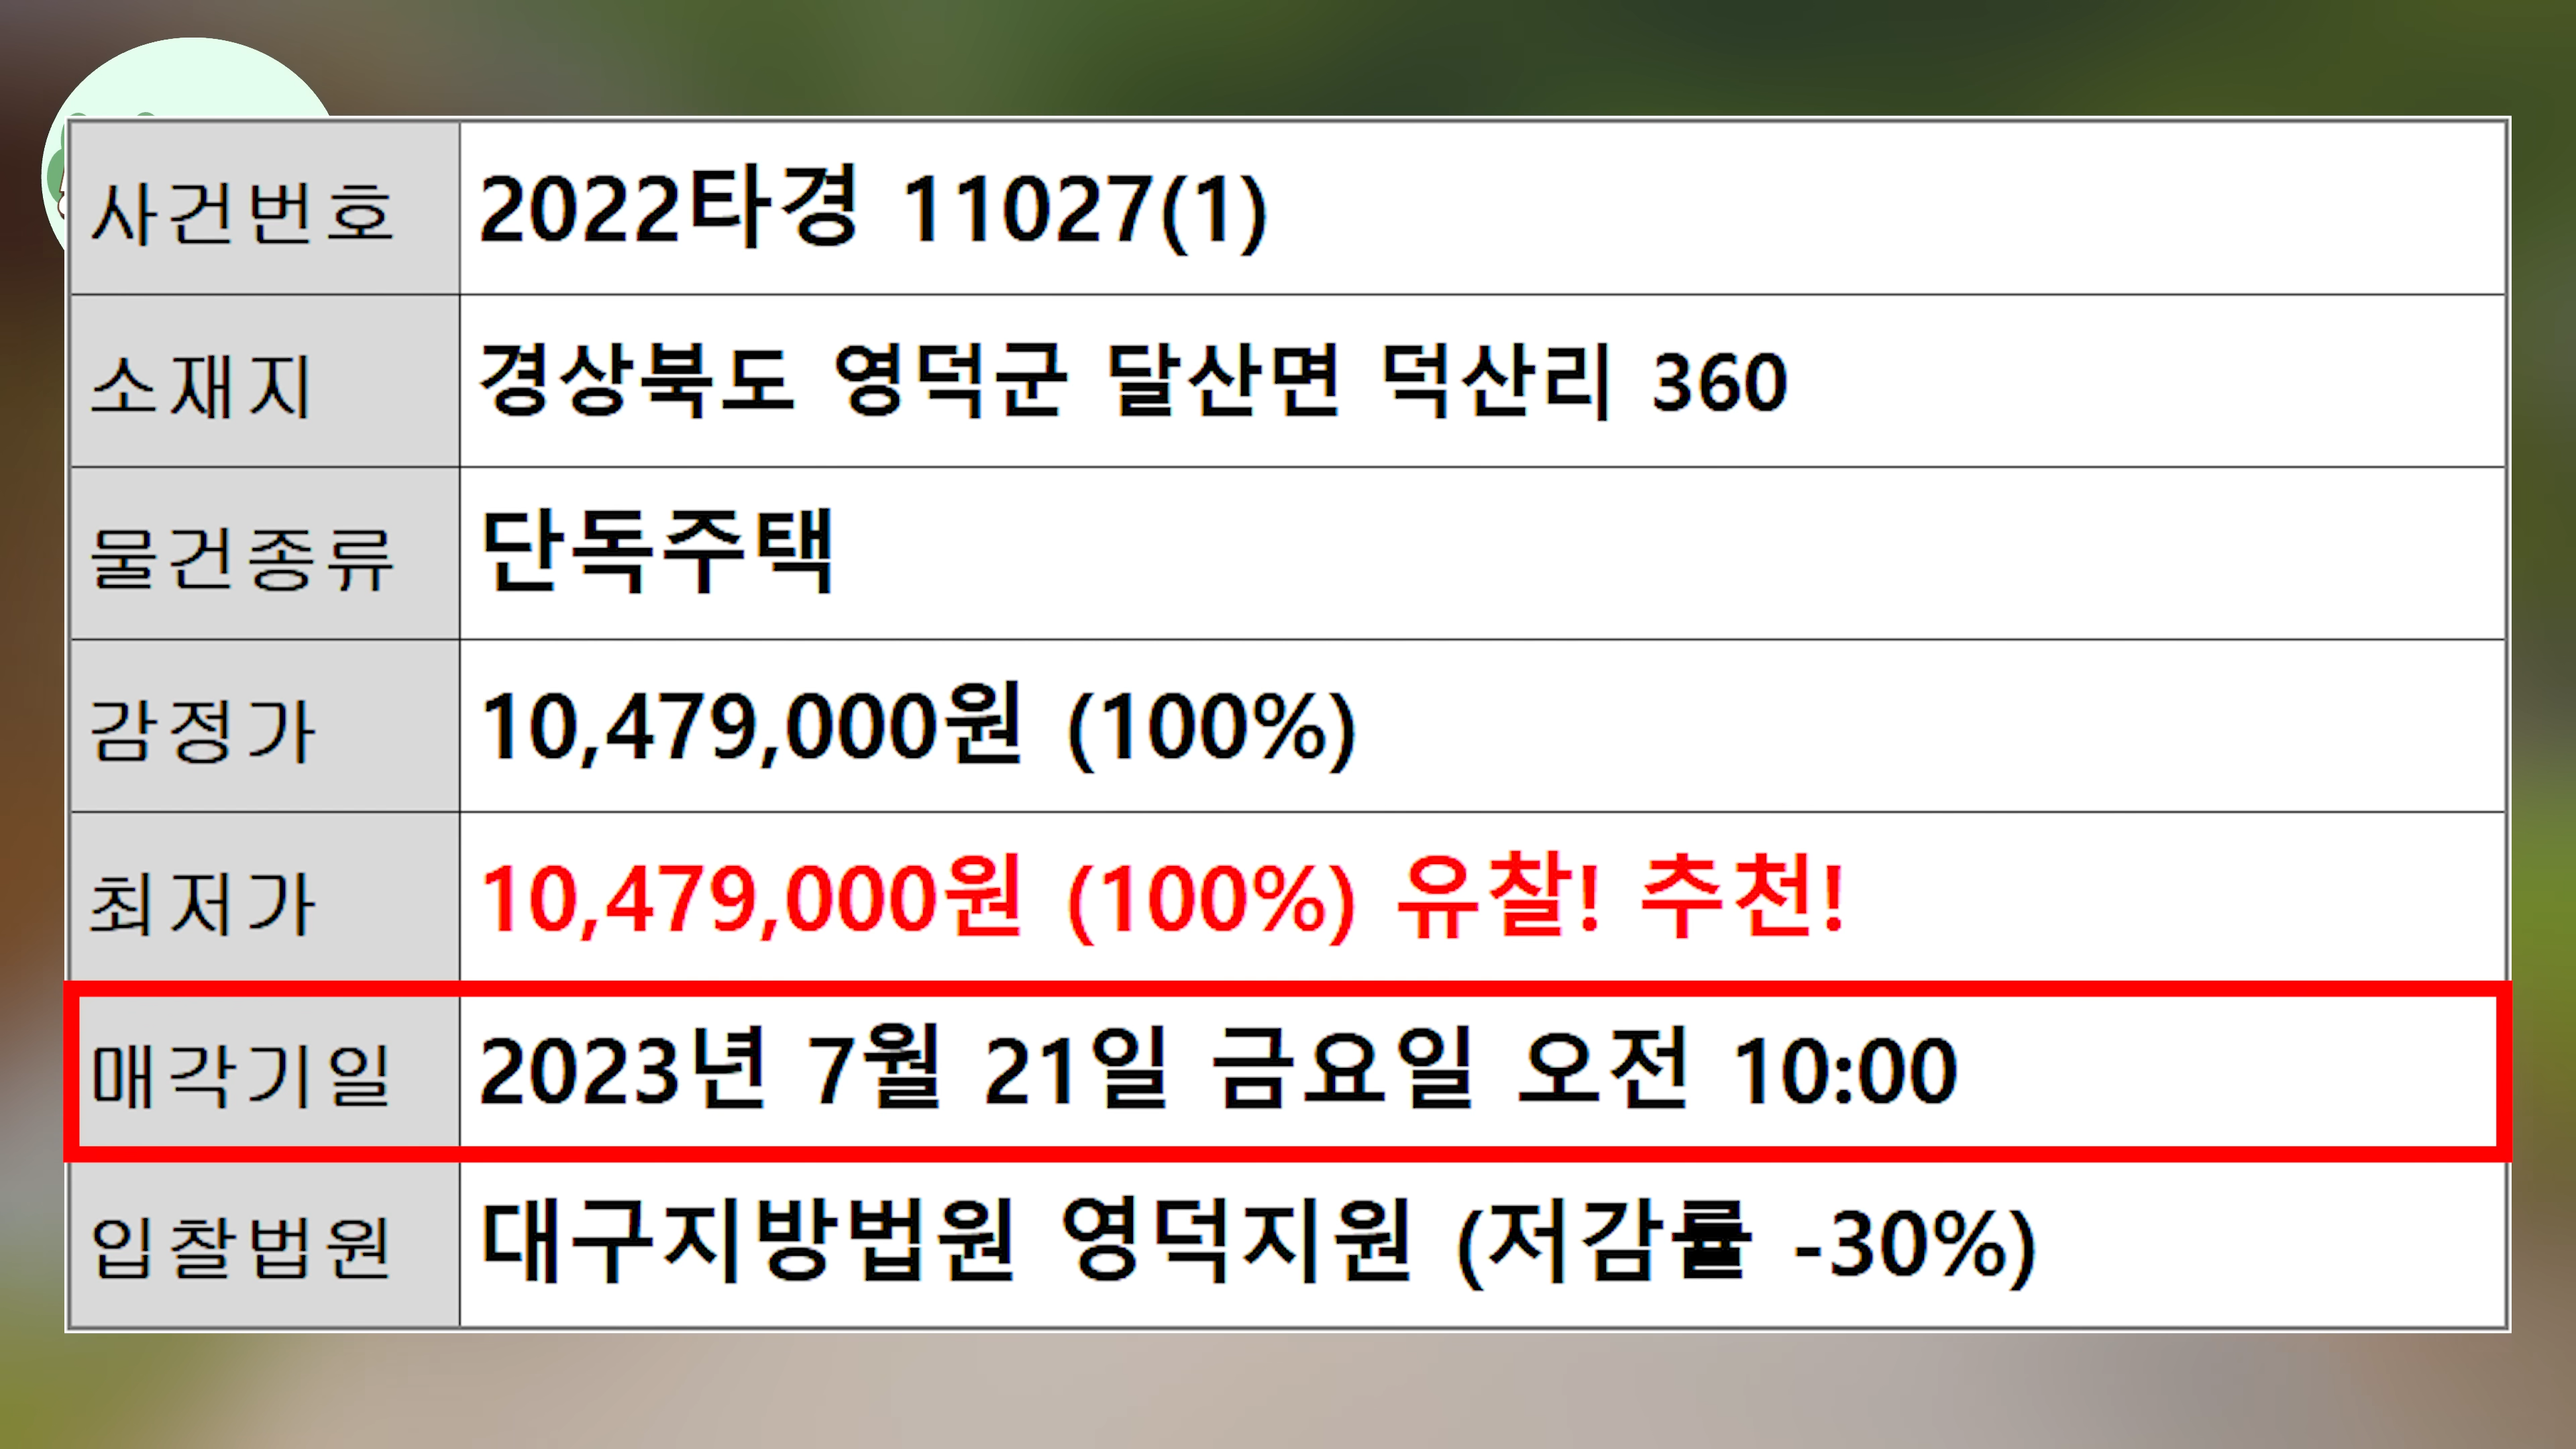 사건번호 2022타경 11027(1)
소재지 경상북도 영덕군 달산면 덕산리 360
물건종류 단독주택
감정가 10,479,000원 (100%)
최저가 10,479,000원 (100%) 유찰! 추천!
매각기일 2023년 7월 21일 금요일 오전 10:00
입찰법원 대구지방법원 영덕지원 (저감률 -30%)